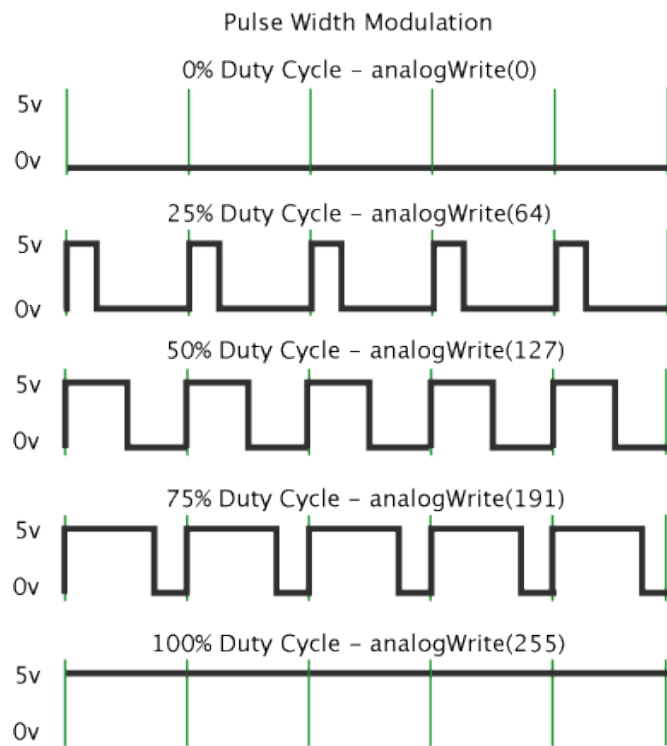 Pulse Width Modulation
0% Duty Cycle – analogWrite(0)
5v
0v
25% Duty Cycle – analogWrite(64)
5v
0v
50% Duty Cycle – analogWrite(127)
5v
0v
75% Duty Cycle – analogWrite(191)
5v
0v
100% Duty Cycle – analogWrite(255)
5v
0v